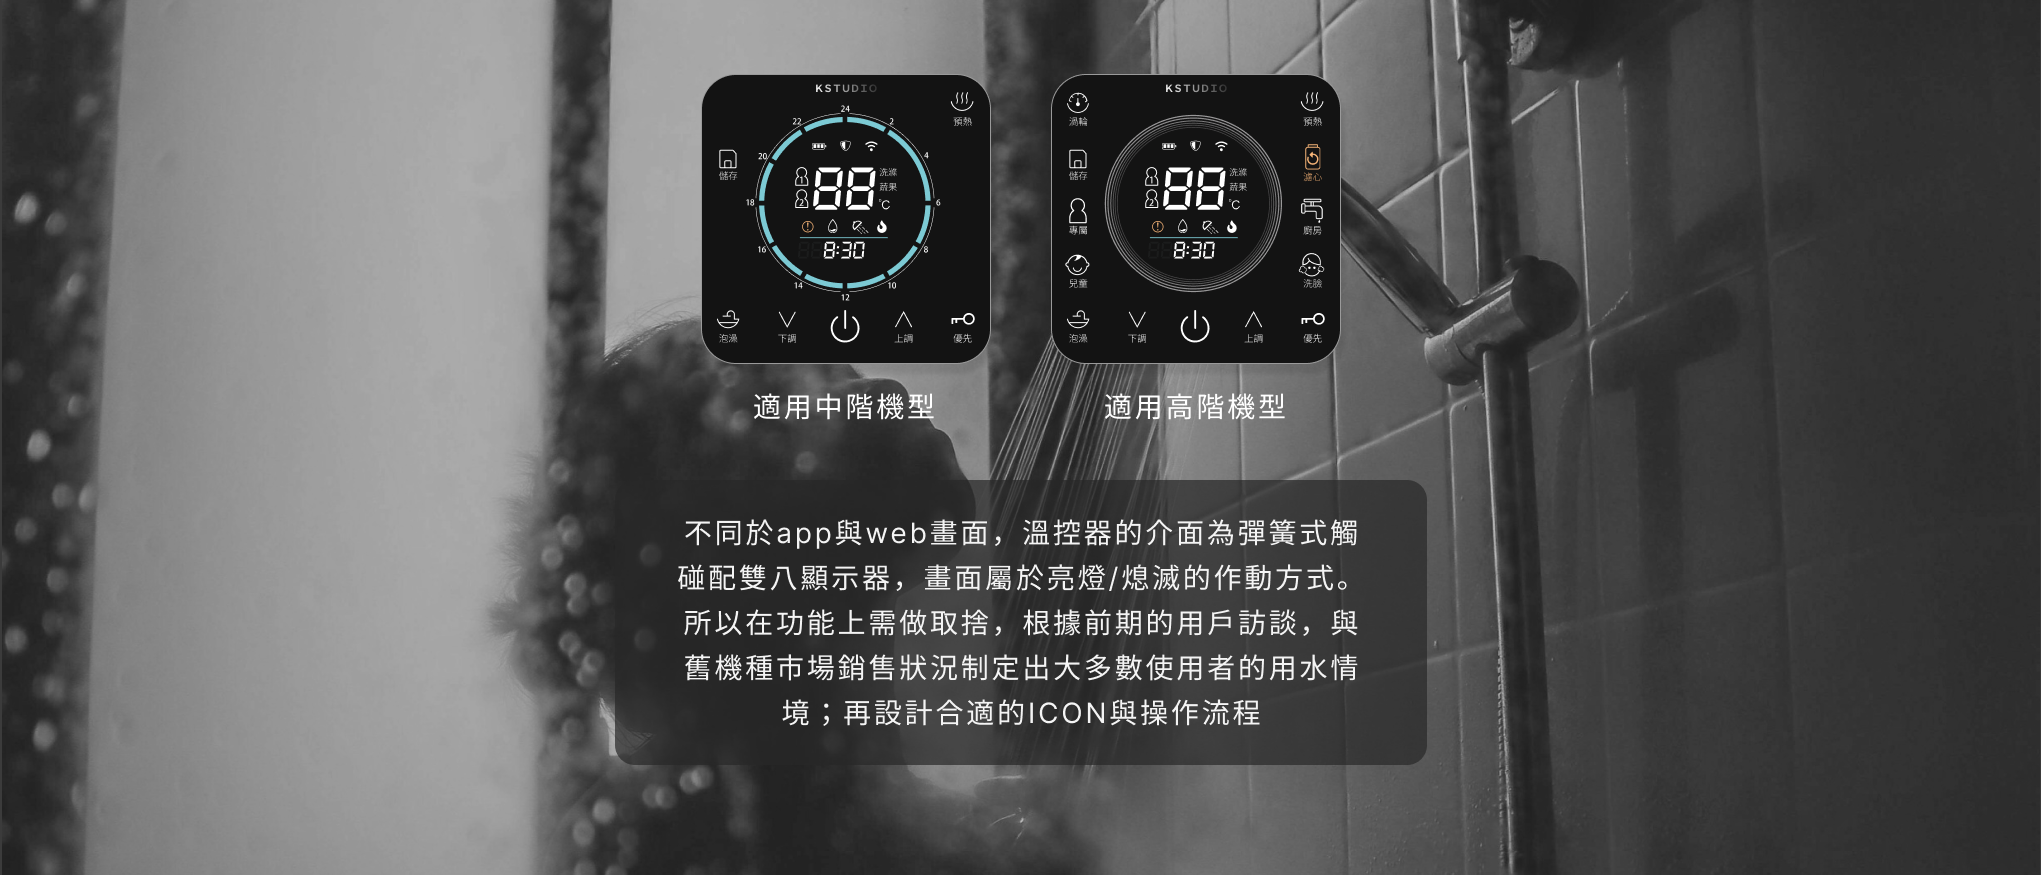 KSTUDIO
預熱
儲存
24
2
4
6
8
10
12
14
16
18
20
22
洗滌
蔬果
1
2
88
°C
8:30
泡澡
下調
上調
優先
適用中階機型
KSTUDIO
渦輪
預熱
儲存
濾心
專屬
廚房
兒童
洗臉
洗滌
蔬果
1
2
88
°C
8:30
泡澡
下調
上調
優先
適用高階機型
不同於app與web畫面，溫控器的介面為彈簧式觸
碰配雙八顯示器，畫面屬於亮燈/熄滅的作動方式。
所以在功能上需做取捨，根據前期的用戶訪談，與
舊機種市場銷售狀況制定出大多數使用者的用水情
境；再設計合適的ICON與操作流程